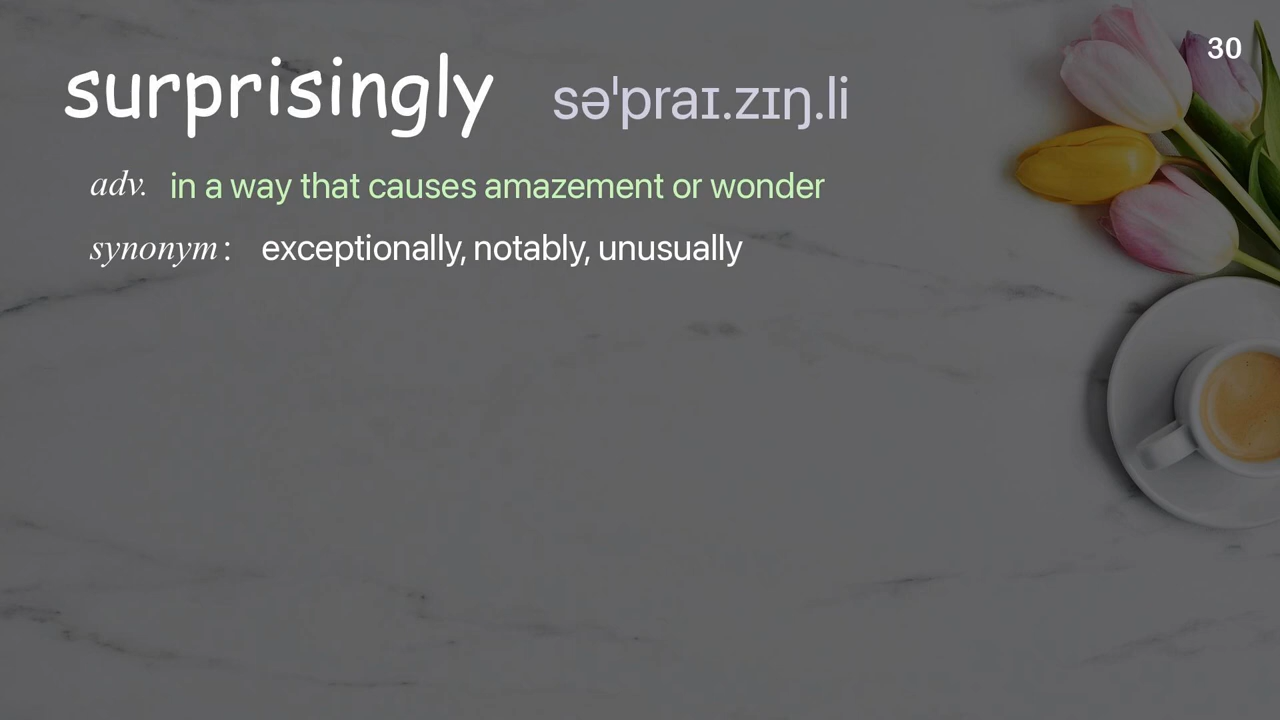 30
surprisingly səˈpraɪ.zɪŋ.li
adv. in a way that causes amazement or wonder
synonym : exceptionally, notably, unusually